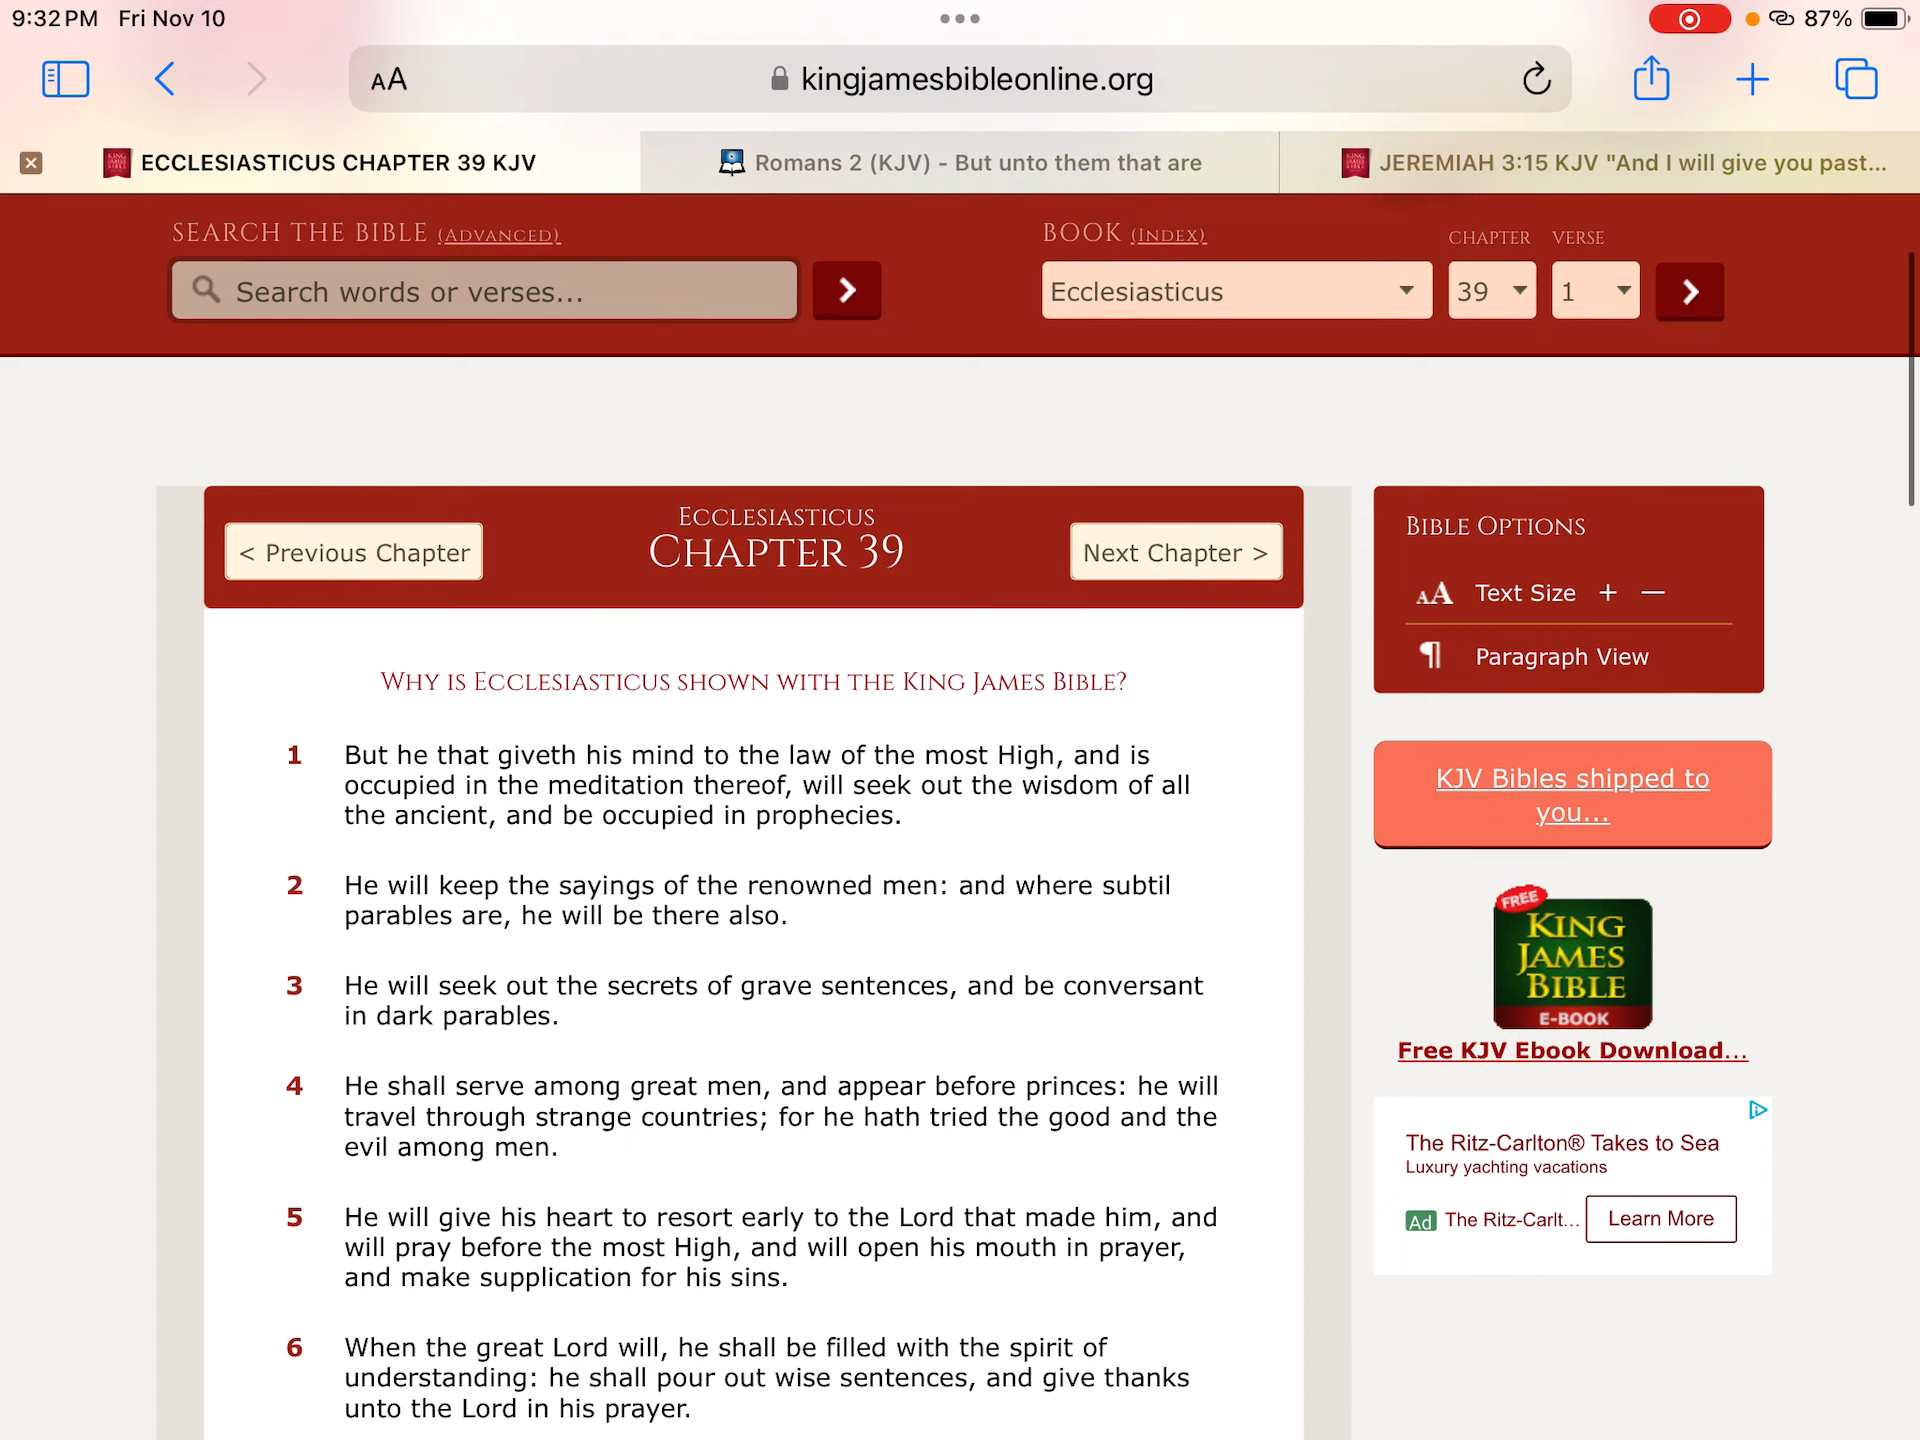 9:32 PM Fri Nov 10
87%
AA
kingjamesbibleonline.org
ECCLESIASTICUS CHAPTER 39 KJV
Romans 2 (KJV) - But unto them that are
JEREMIAH 3:15 KJV "And I will give you past...
SEARCH THE BIBLE (ADVANCED)
BOOK (INDEX)
CHAPTER
VERSE
Search words or verses...
Ecclesiasticus
39
1
ECCLESIASTICUS
CHAPTER 39
< Previous Chapter
Next Chapter >
WHY IS ECCLESIASTICUS SHOWN WITH THE KING JAMES BIBLE?
1 But he that giveth his mind to the law of the most High, and is
occupied in the meditation thereof, will seek out the wisdom of all
the ancient, and be occupied in prophecies.
2 He will keep the sayings of the renowned men: and where subtil
parables are, he will be there also.
3 He will seek out the secrets of grave sentences, and be conversant
in dark parables.
4 He shall serve among great men, and appear before princes: he will
travel through strange countries; for he hath tried the good and the
evil among men.
5 He will give his heart to resort early to the Lord that made him, and
will pray before the most High, and will open his mouth in prayer,
and make supplication for his sins.
6 When the great Lord will, he shall be filled with the spirit of
understanding: he shall pour out wise sentences, and give thanks
unto the Lord in his prayer.
BIBLE OPTIONS
AA Text Size + —
¶ Paragraph View
KJV Bibles shipped to
you...
FREE
KING
JAMES
BIBLE
E-BOOK
Free KJV Ebook Download...
The Ritz-Carlton® Takes to Sea
Luxury yachting vacations
Ad The Ritz-Carlt...
Learn More